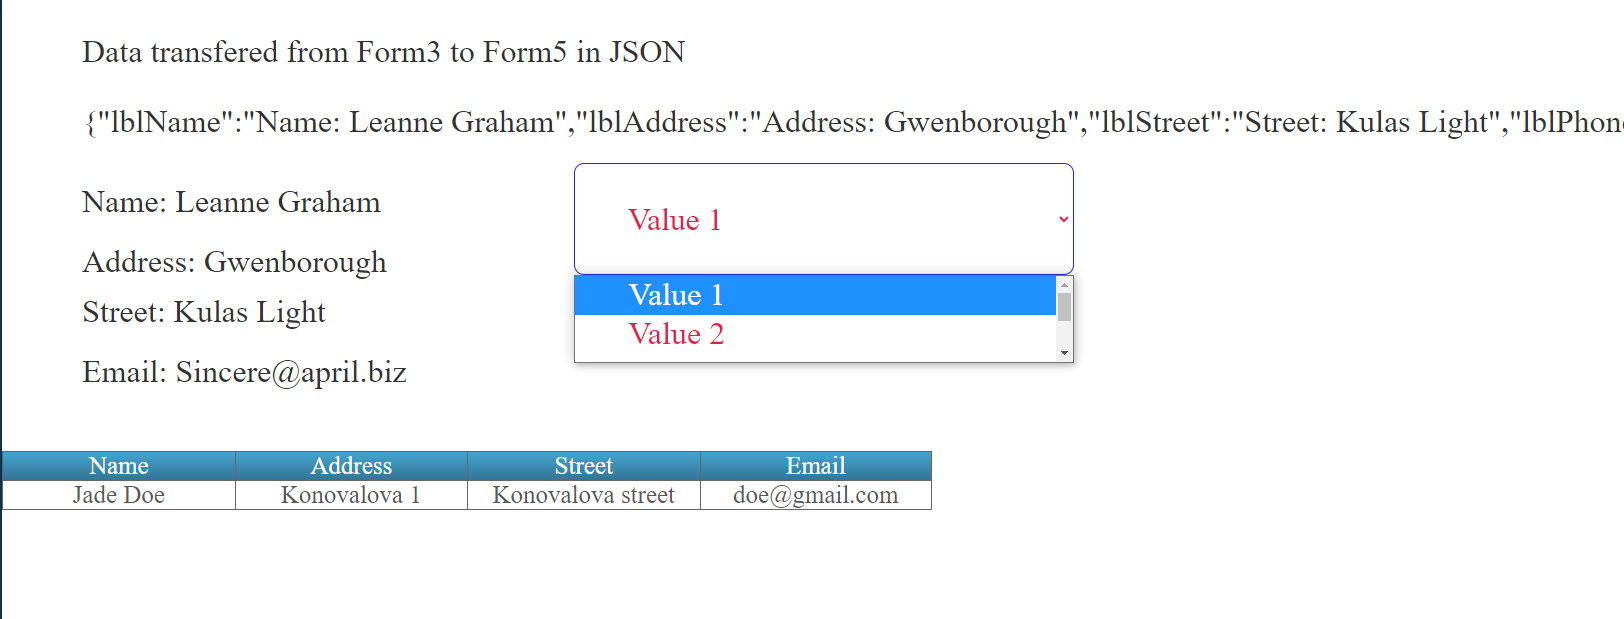 Data transfered from Form3 to Form5 in JSON
{"lblName":"Name: Leanne Graham","lblAddress":"Address: Gwenborough","lblStreet":"Street: Kulas Light","lblPhon
Name: Leanne Graham
Value 1
Address: Gwenborough
Value 1
Street: Kulas Light
Value 2
Email: Sincere@april.biz
Name Address Street Email
Jade Doe Konovalova 1 Konovalova street doe@gmail.com